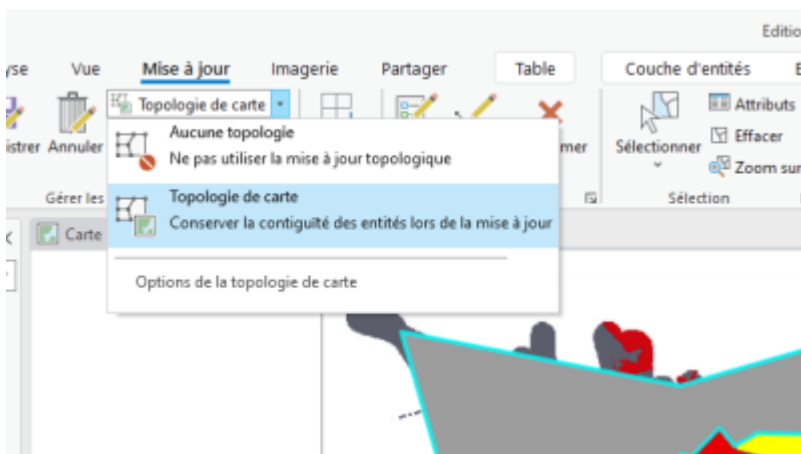 Editio
yse Vue Mise à jour Imagerie Partager Table Couche d'entités E
Topologie de carte
Attributs
istrer Annuler mer Sélectionner Effacer
Zoom sur
Aucune topologie
Ne pas utiliser la mise à jour topologique
Gérer les Sélection
Topologie de carte
Conserver la contiguïté des entités lors de la mise à jour
Carte
Options de la topologie de carte